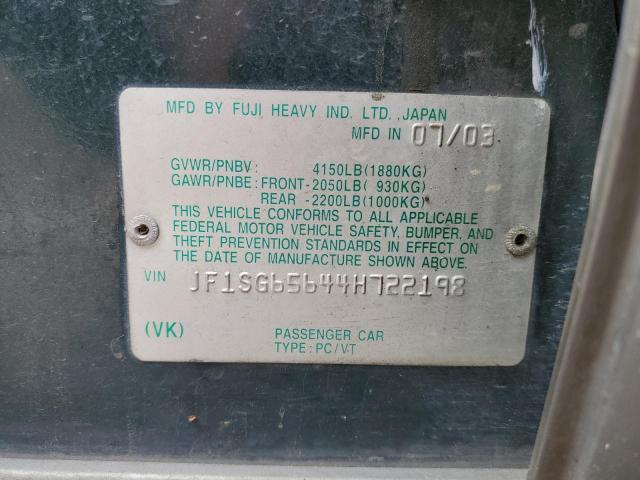 MFD BY FUJI HEAVY IND. LTD. ,JAPAN
MFD IN 07/03
GVWR/PNBV: 4150LB(1880KG)
GAWR/PNBE: FRONT-2050LB( 930KG)
REAR -2200LB(1000KG)
THIS VEHICLE CONFORMS TO ALL APPLICABLE
FEDERAL MOTOR VEHICLE SAFETY, BUMPER, AND
THEFT PREVENTION STANDARDS IN EFFECT ON
THE DATE OF MANUFACTURE SHOWN ABOVE.
VIN JF1SG65644H722198
(VK) PASSENGER CAR
TYPE: PC/VT